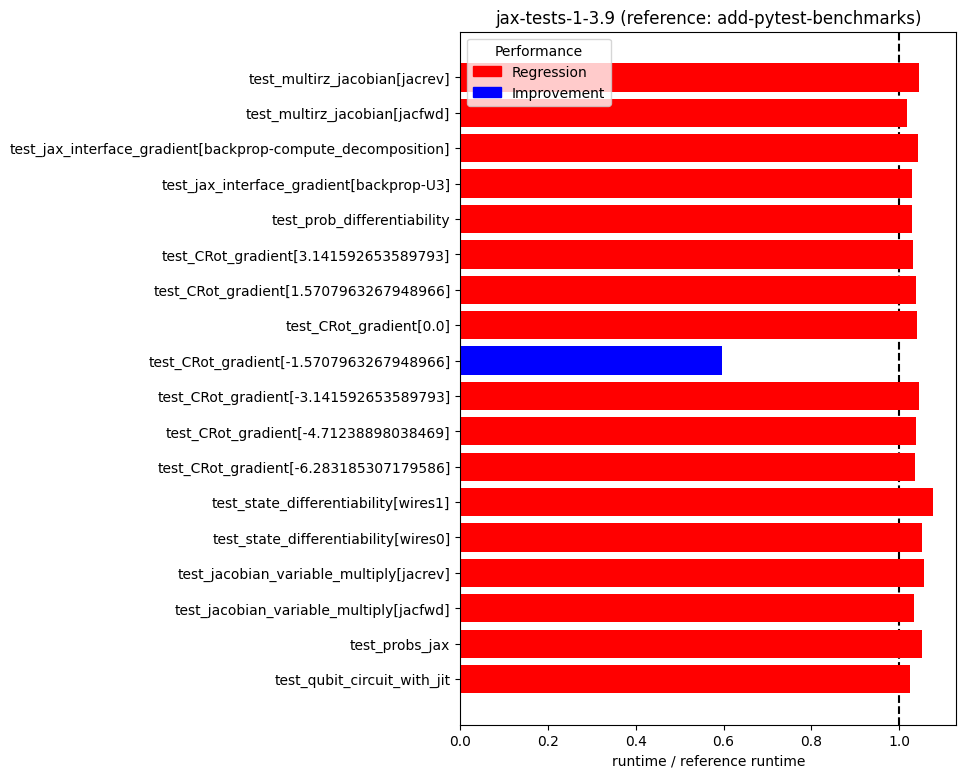 jax-tests-1-3.9 (reference: add-pytest-benchmarks)
Performance
Regression
Improvement
test_multirz_jacobian[jacrev]
test_multirz_jacobian[jacfwd]
test_jax_interface_gradient[backprop-compute_decomposition]
test_jax_interface_gradient[backprop-U3]
test_prob_differentiability
test_CRot_gradient[3.141592653589793]
test_CRot_gradient[1.5707963267948966]
test_CRot_gradient[0.0]
test_CRot_gradient[-1.5707963267948966]
test_CRot_gradient[-3.141592653589793]
test_CRot_gradient[-4.71238898038469]
test_CRot_gradient[-6.283185307179586]
test_state_differentiability[wires1]
test_state_differentiability[wires0]
test_jacobian_variable_multiply[jacrev]
test_jacobian_variable_multiply[jacfwd]
test_probs_jax
test_qubit_circuit_with_jit
0.0 0.2 0.4 0.6 0.8 1.0
runtime / reference runtime